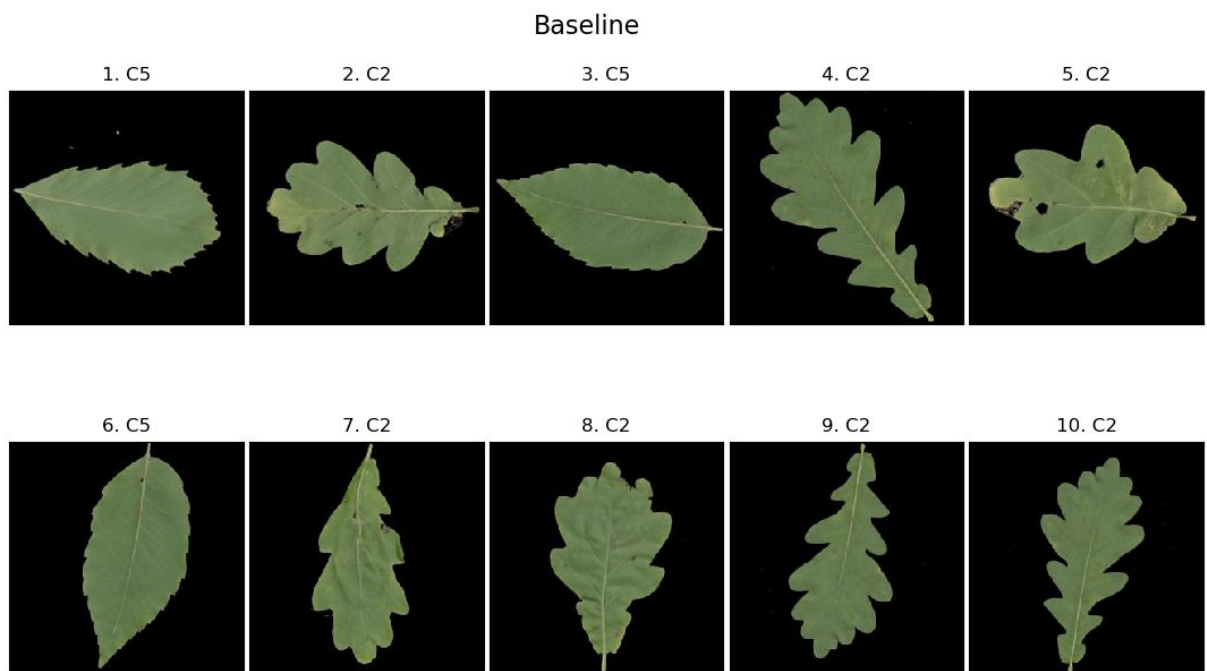 Baseline
1. C5
2. C2
3. C5
4. C2
5. C2
6. C5
7. C2
8. C2
9. C2
10. C2